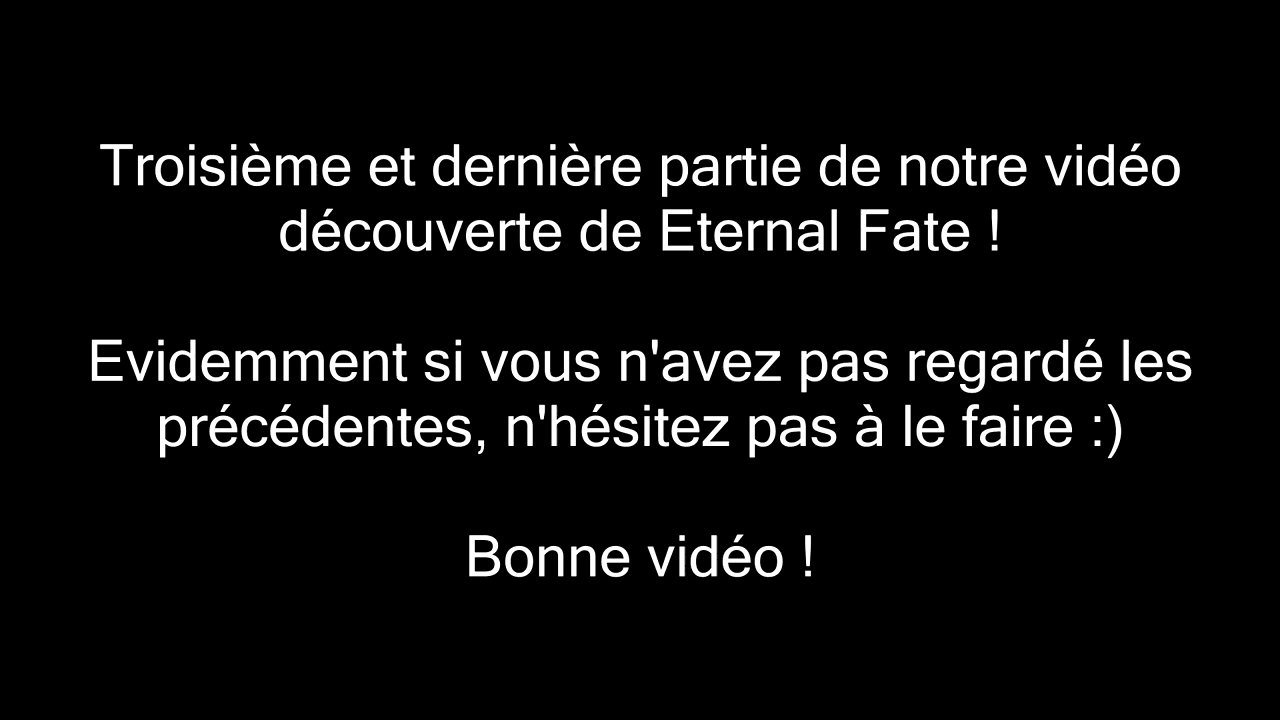 Troisième et dernière partie de notre vidéo
découverte de Eternal Fate !
Evidemment si vous n'avez pas regardé les
précédentes, n'hésitez pas à le faire :)
Bonne vidéo !